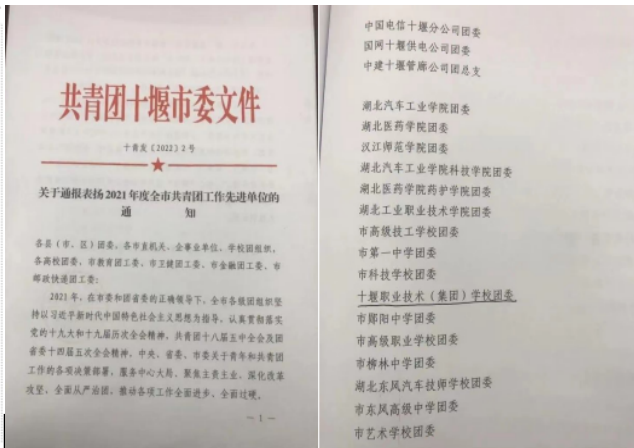 共青团十堰市委文件
十青发〔2022〕2号
关于通报表扬2021年度全市共青团工作先进单位的
通 知
各县（市、区）团委、各市直机关、企事业单位、学校团组织，
各高校团委、市教育团工委、市卫健团工委、市金融团工委、市
邮政快递团工委：
2021年，在市委和团省委的正确领导下，全市各级团组织坚
持以习近平新时代中国特色社会主义思想为指导，认真贯彻落实
党的十九大和十九届历次全会精神、共青团十八届五中全会及团
省委十四届五次全会精神，中央、省委、市委关于青年和共青团
工作的各项决策部署，服务中心大局，聚焦主责主业，深化改革
攻坚，全面从严治团，推动各项工作全面进步、全面过硬。
— 1 —
中国电信十堰分公司团委
国网十堰供电公司团委
中建十堰管廊公司团总支
湖北汽车工业学院团委
湖北医药学院团委
汉江师范学院团委
湖北汽车工业学院科技学院团委
湖北医药学院药护学院团委
湖北工业职业技术学院团委
市高级技工学校团委
市第一中学团委
市科技学校团委
十堰职业技术（集团）学校团委
市郧阳中学团委
市高级职业学校团委
市柳林中学团委
湖北东风汽车技师学校团委
市东风高级中学团委
市艺术学校团委